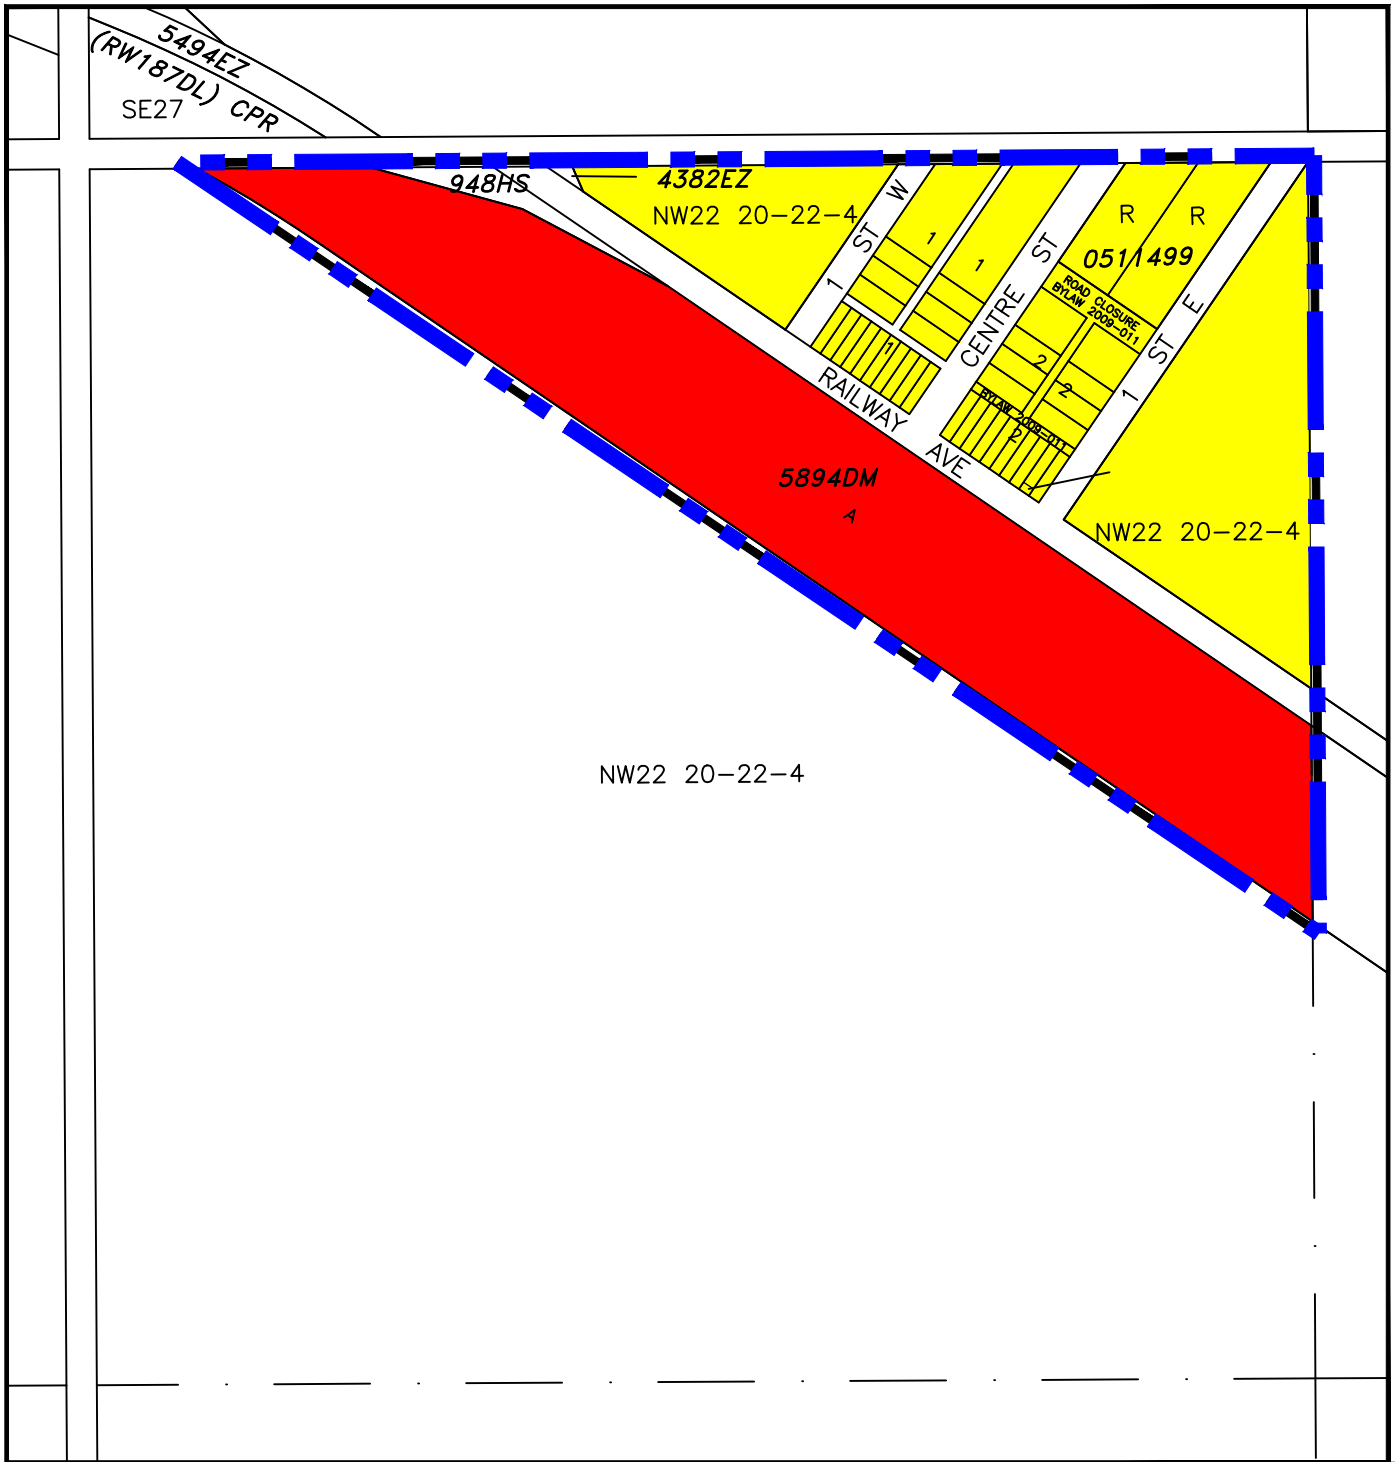 5494EZ
(RW187DL) CPR
SE27
948HS
4382EZ
NW22 20-22-4
1 ST W
1
1
1
CENTRE ST
R
R
0511499
ROAD CLOSURE
BYLAW 2009-011
1 ST E
2
2
BYLAW 2009-011
2
RAILWAY AVE
5894DM
A
NW22 20-22-4
NW22 20-22-4